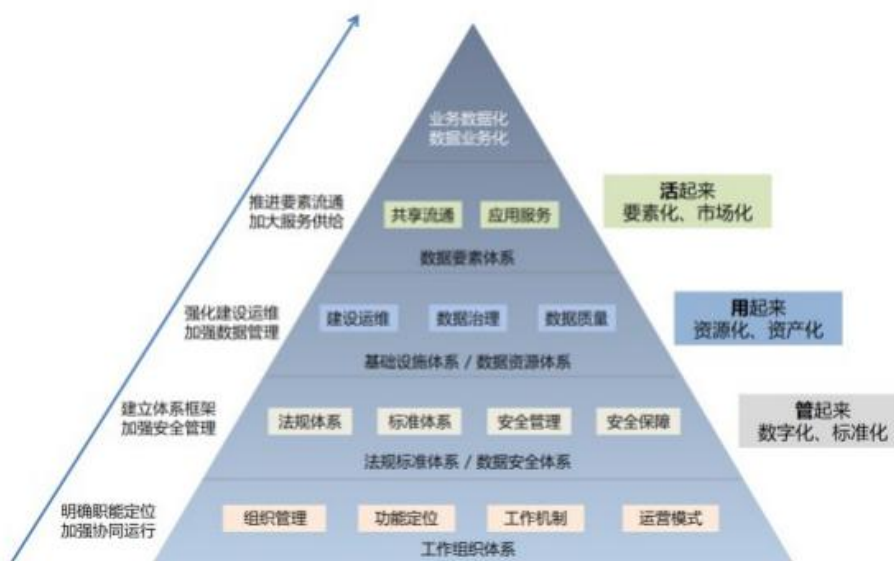 业务数据化
数据业务化
推进要素流通
加大服务供给
共享流通
应用服务
活起来
要素化、市场化
数据要素体系
强化建设运维
加强数据管理
建设运维
数据治理
数据质量
用起来
资源化、资产化
基础设施体系 / 数据资源体系
建立体系框架
加强安全管理
法规体系
标准体系
安全管理
安全保障
管起来
数字化、标准化
法规标准体系 / 数据安全体系
明确职能定位
加强协同运行
组织管理
功能定位
工作机制
运营模式
工作组织体系